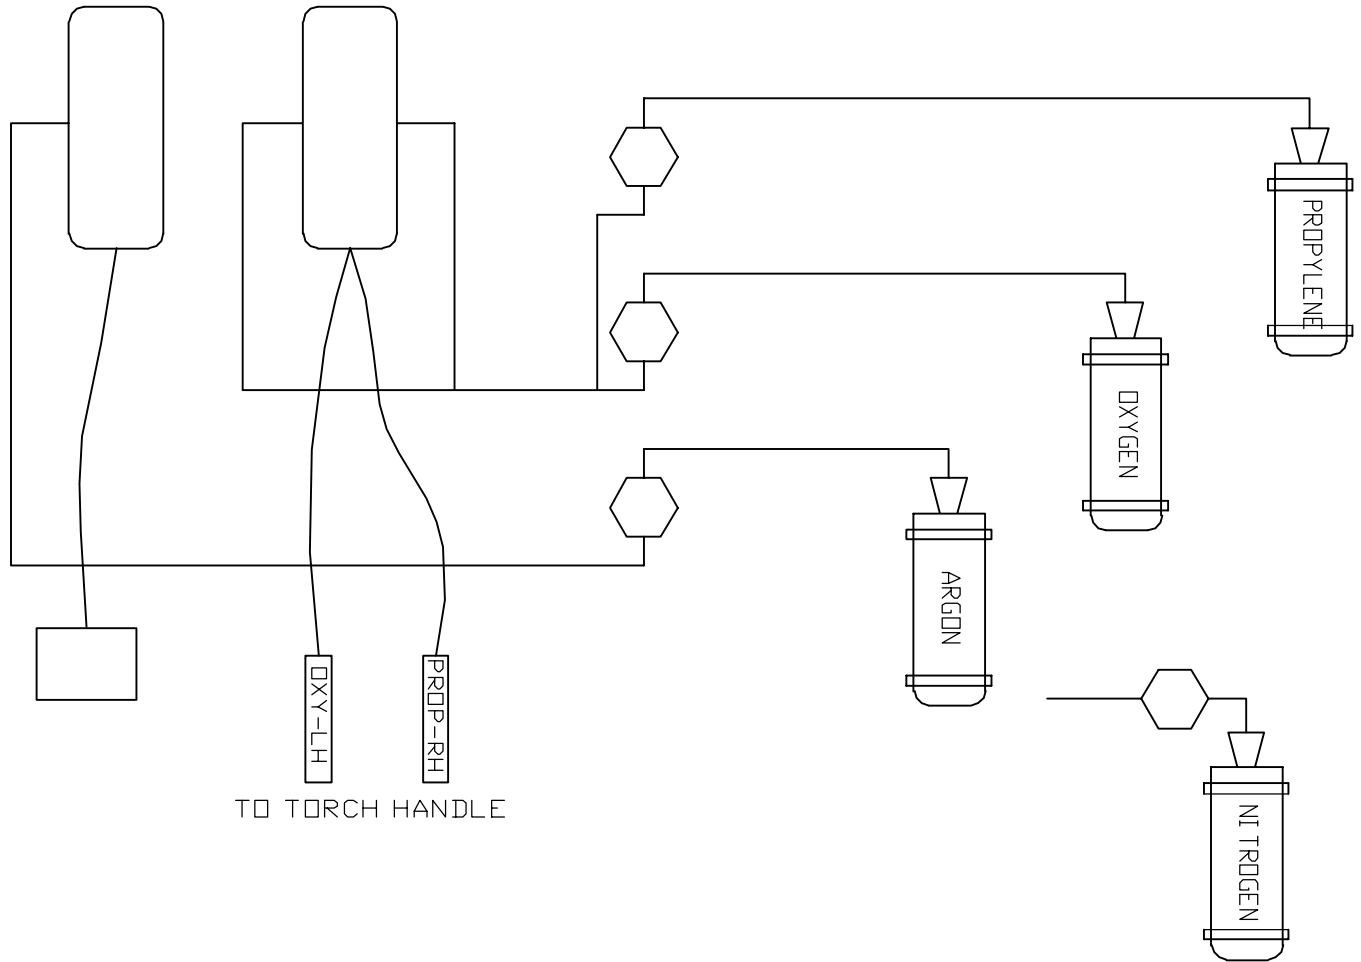 PROPYLENE
OXYGEN
ARGON
NITROGEN
OXY-LH
PROP-RH
TO TORCH HANDLE